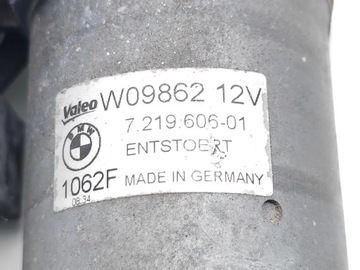 Valeo W09862 12V
BMW 7.219.606-01
ENTSTOERT
1062F MADE IN GERMANY
08.34